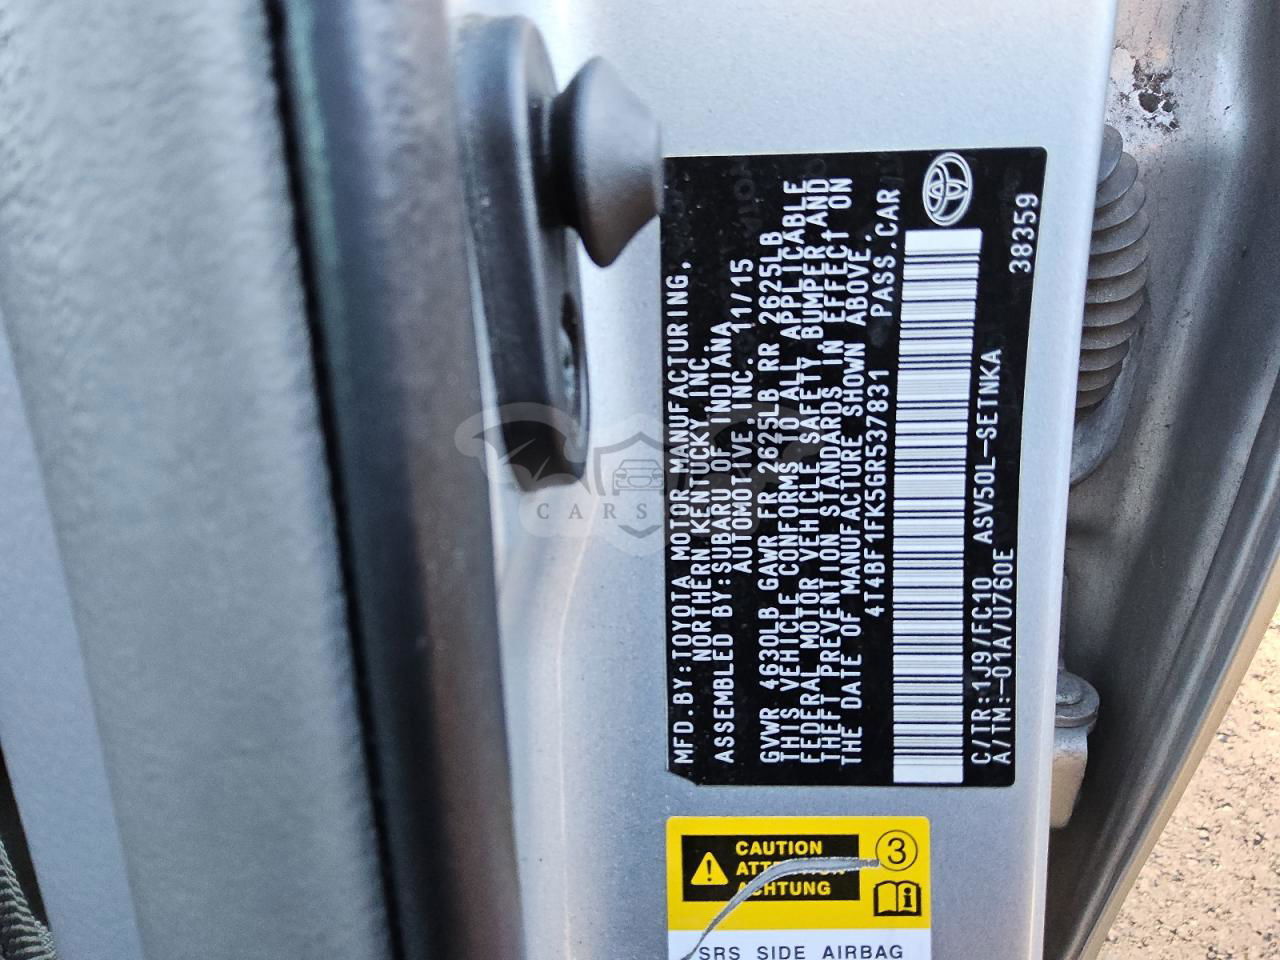 MFD.BY:TOYOTA MOTOR MANUFACTURING,
NORTHERN KENTUCKY, INC.
ASSEMBLED BY:SUBARU OF INDIANA
AUTOMOTIVE,INC. 11/15
GVWR 4630LB GAWR FR 2625LB RR 2625LB
THIS VEHICLE CONFORMS TO ALL APPLICABLE
FEDERAL MOTOR VEHICLE SAFETY, BUMPER AND
THEFT PREVENTION STANDARDS IN EFFECT ON
THE DATE OF MANUFACTURE SHOWN ABOVE.
4T4BF1FK5GR537831 PASS.CAR
C/TR:1J9/FC10 ASV50L-SETNKA
A/TM:-01A/U760E 38359
CAUTION
ACHTUNG
3
SRS SIDE AIRBAG